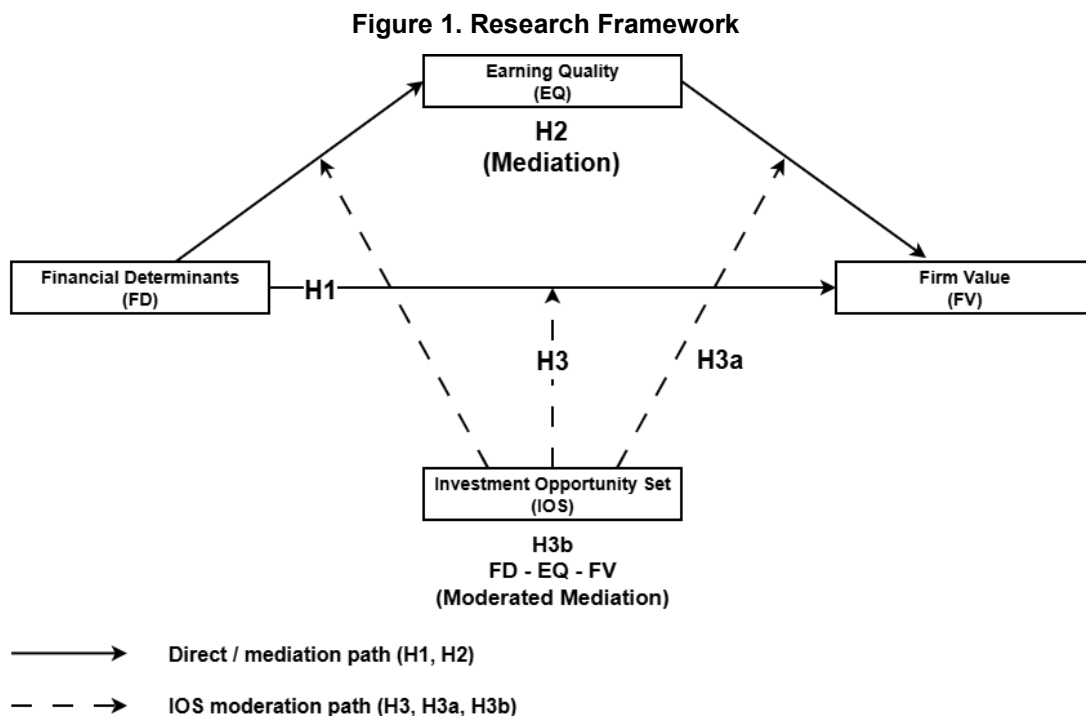 Figure 1. Research Framework
Earning Quality
(EQ)
H2
(Mediation)
Financial Determinants
(FD)
H1
Firm Value
(FV)
H3
H3a
Investment Opportunity Set
(IOS)
H3b
FD - EQ - FV
(Moderated Mediation)
Direct / mediation path (H1, H2)
IOS moderation path (H3, H3a, H3b)